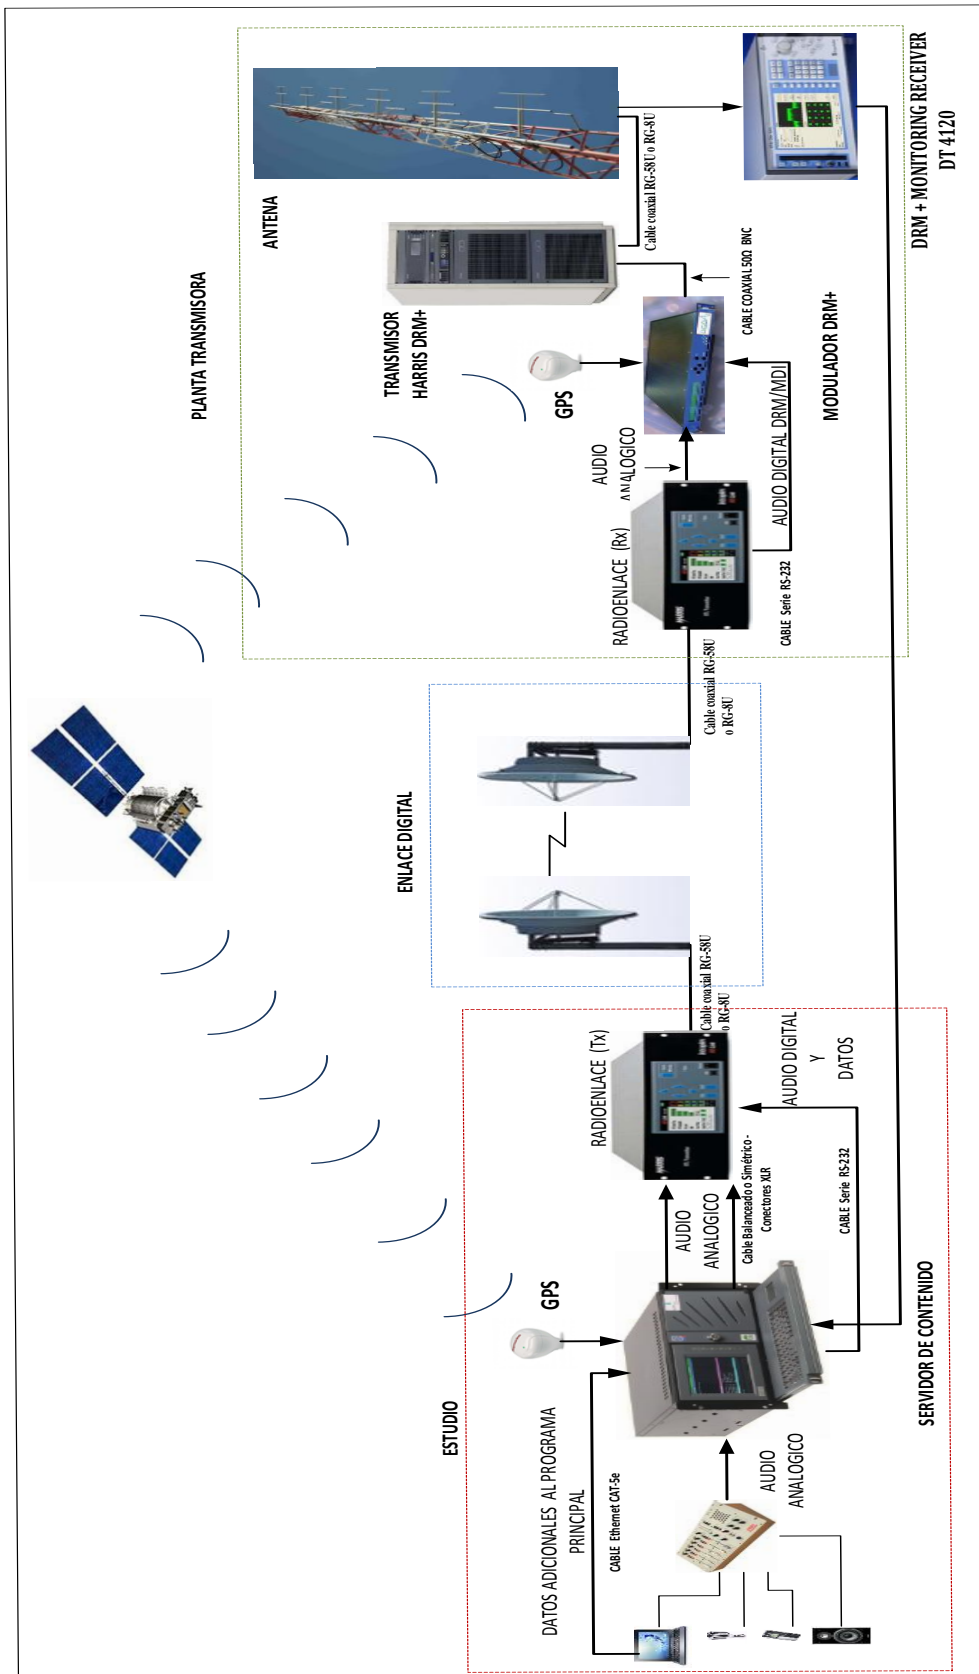 PLANTA TRANSMISORA
ANTENA
Cable coaxial RG-58U o RG-8U
DRM + MONITORING RECEIVER
DT 4120
TRANSMISOR
HARRIS DRM+
CABLE COAXIAL 50Ω BNC
GPS
MODULADOR DRM+
AUDIO
ANALOGICO
AUDIO DIGITAL DRM/MDI
RADIOENLACE (Rx)
HARRIS
CABLE Serie RS-232
Cable coaxial RG-58U
o RG-8U
ENLACE DIGITAL
Cable coaxial RG-58U
o RG-8U
ESTUDIO
RADIOENLACE (Tx)
HARRIS
AUDIO DIGITAL
Y
DATOS
AUDIO
ANALOGICO
Cable Balanceado o Simétrico -
Conectores XLR
CABLE Serie RS-232
GPS
SERVIDOR DE CONTENIDO
DATOS ADICIONALES AL PROGRAMA
PRINCIPAL
CABLE Ethernet CAT-5e
AUDIO
ANALOGICO